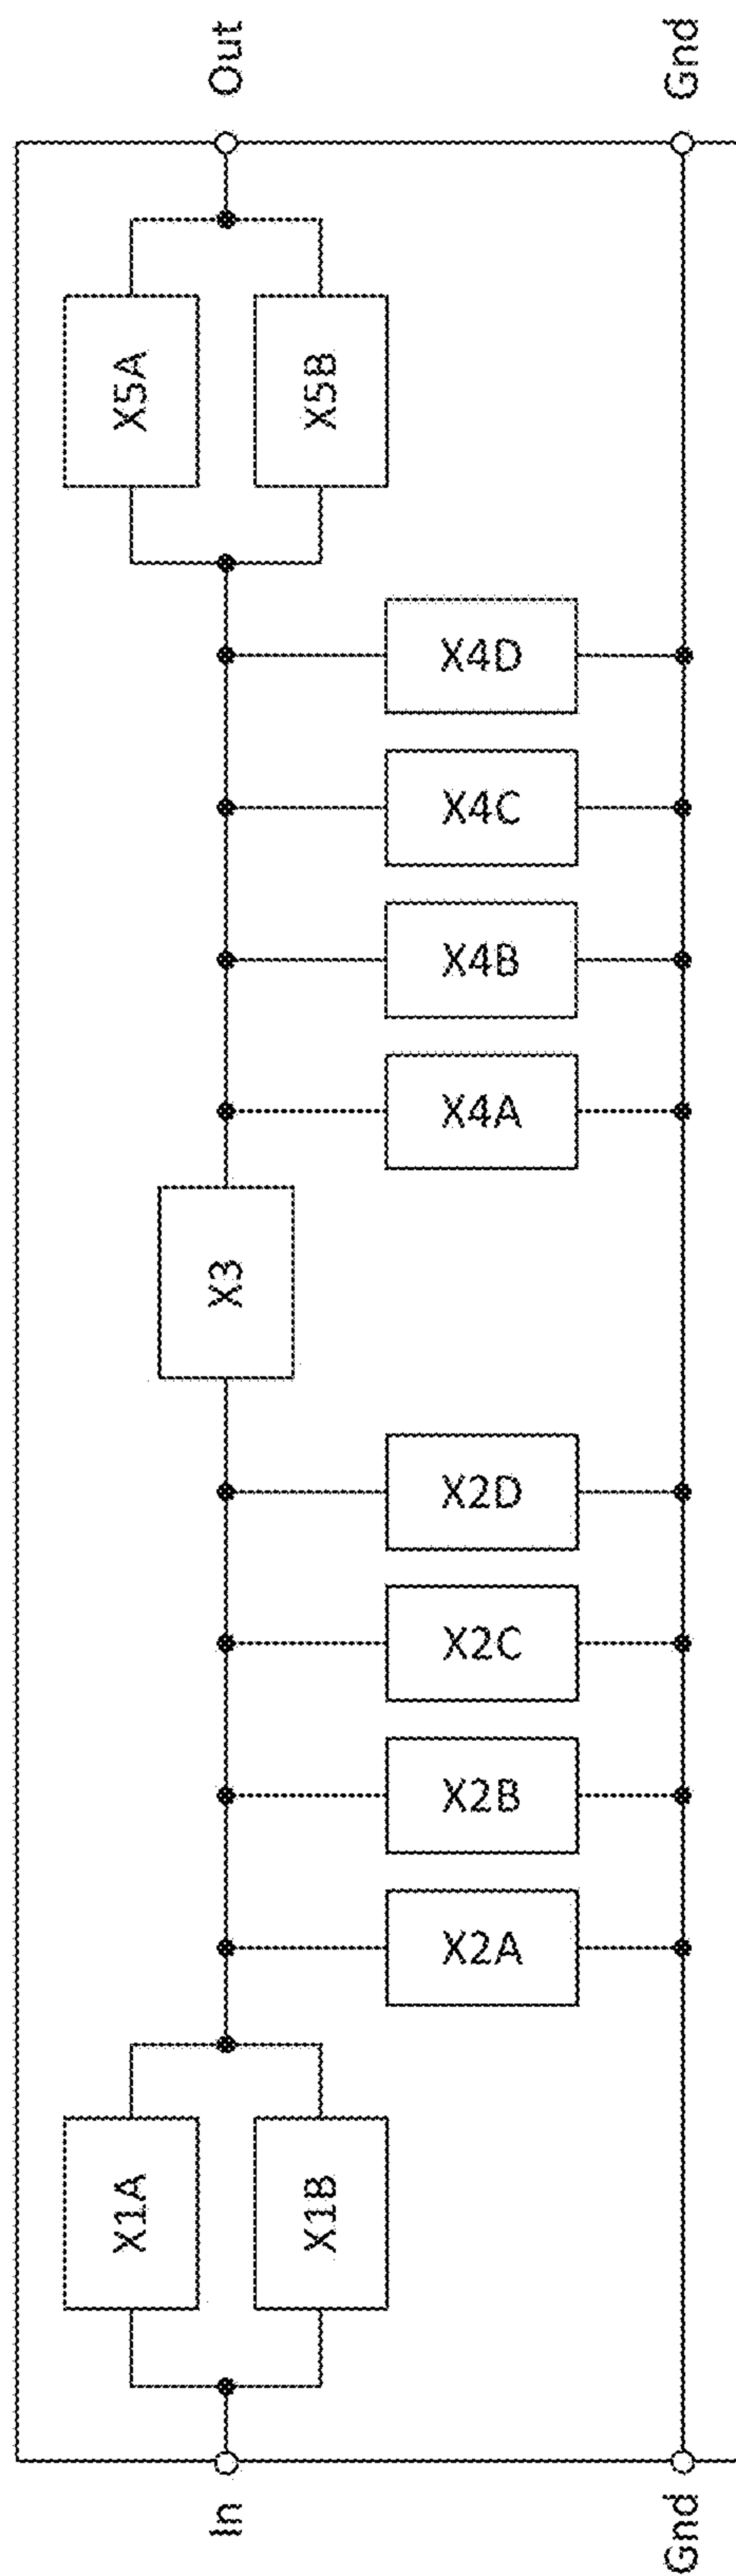 Out
Gnd
X5A
X5B
X4D
X4C
X4B
X4A
X3
X2D
X2C
X2B
X2A
X1A
X1B
In
Gnd